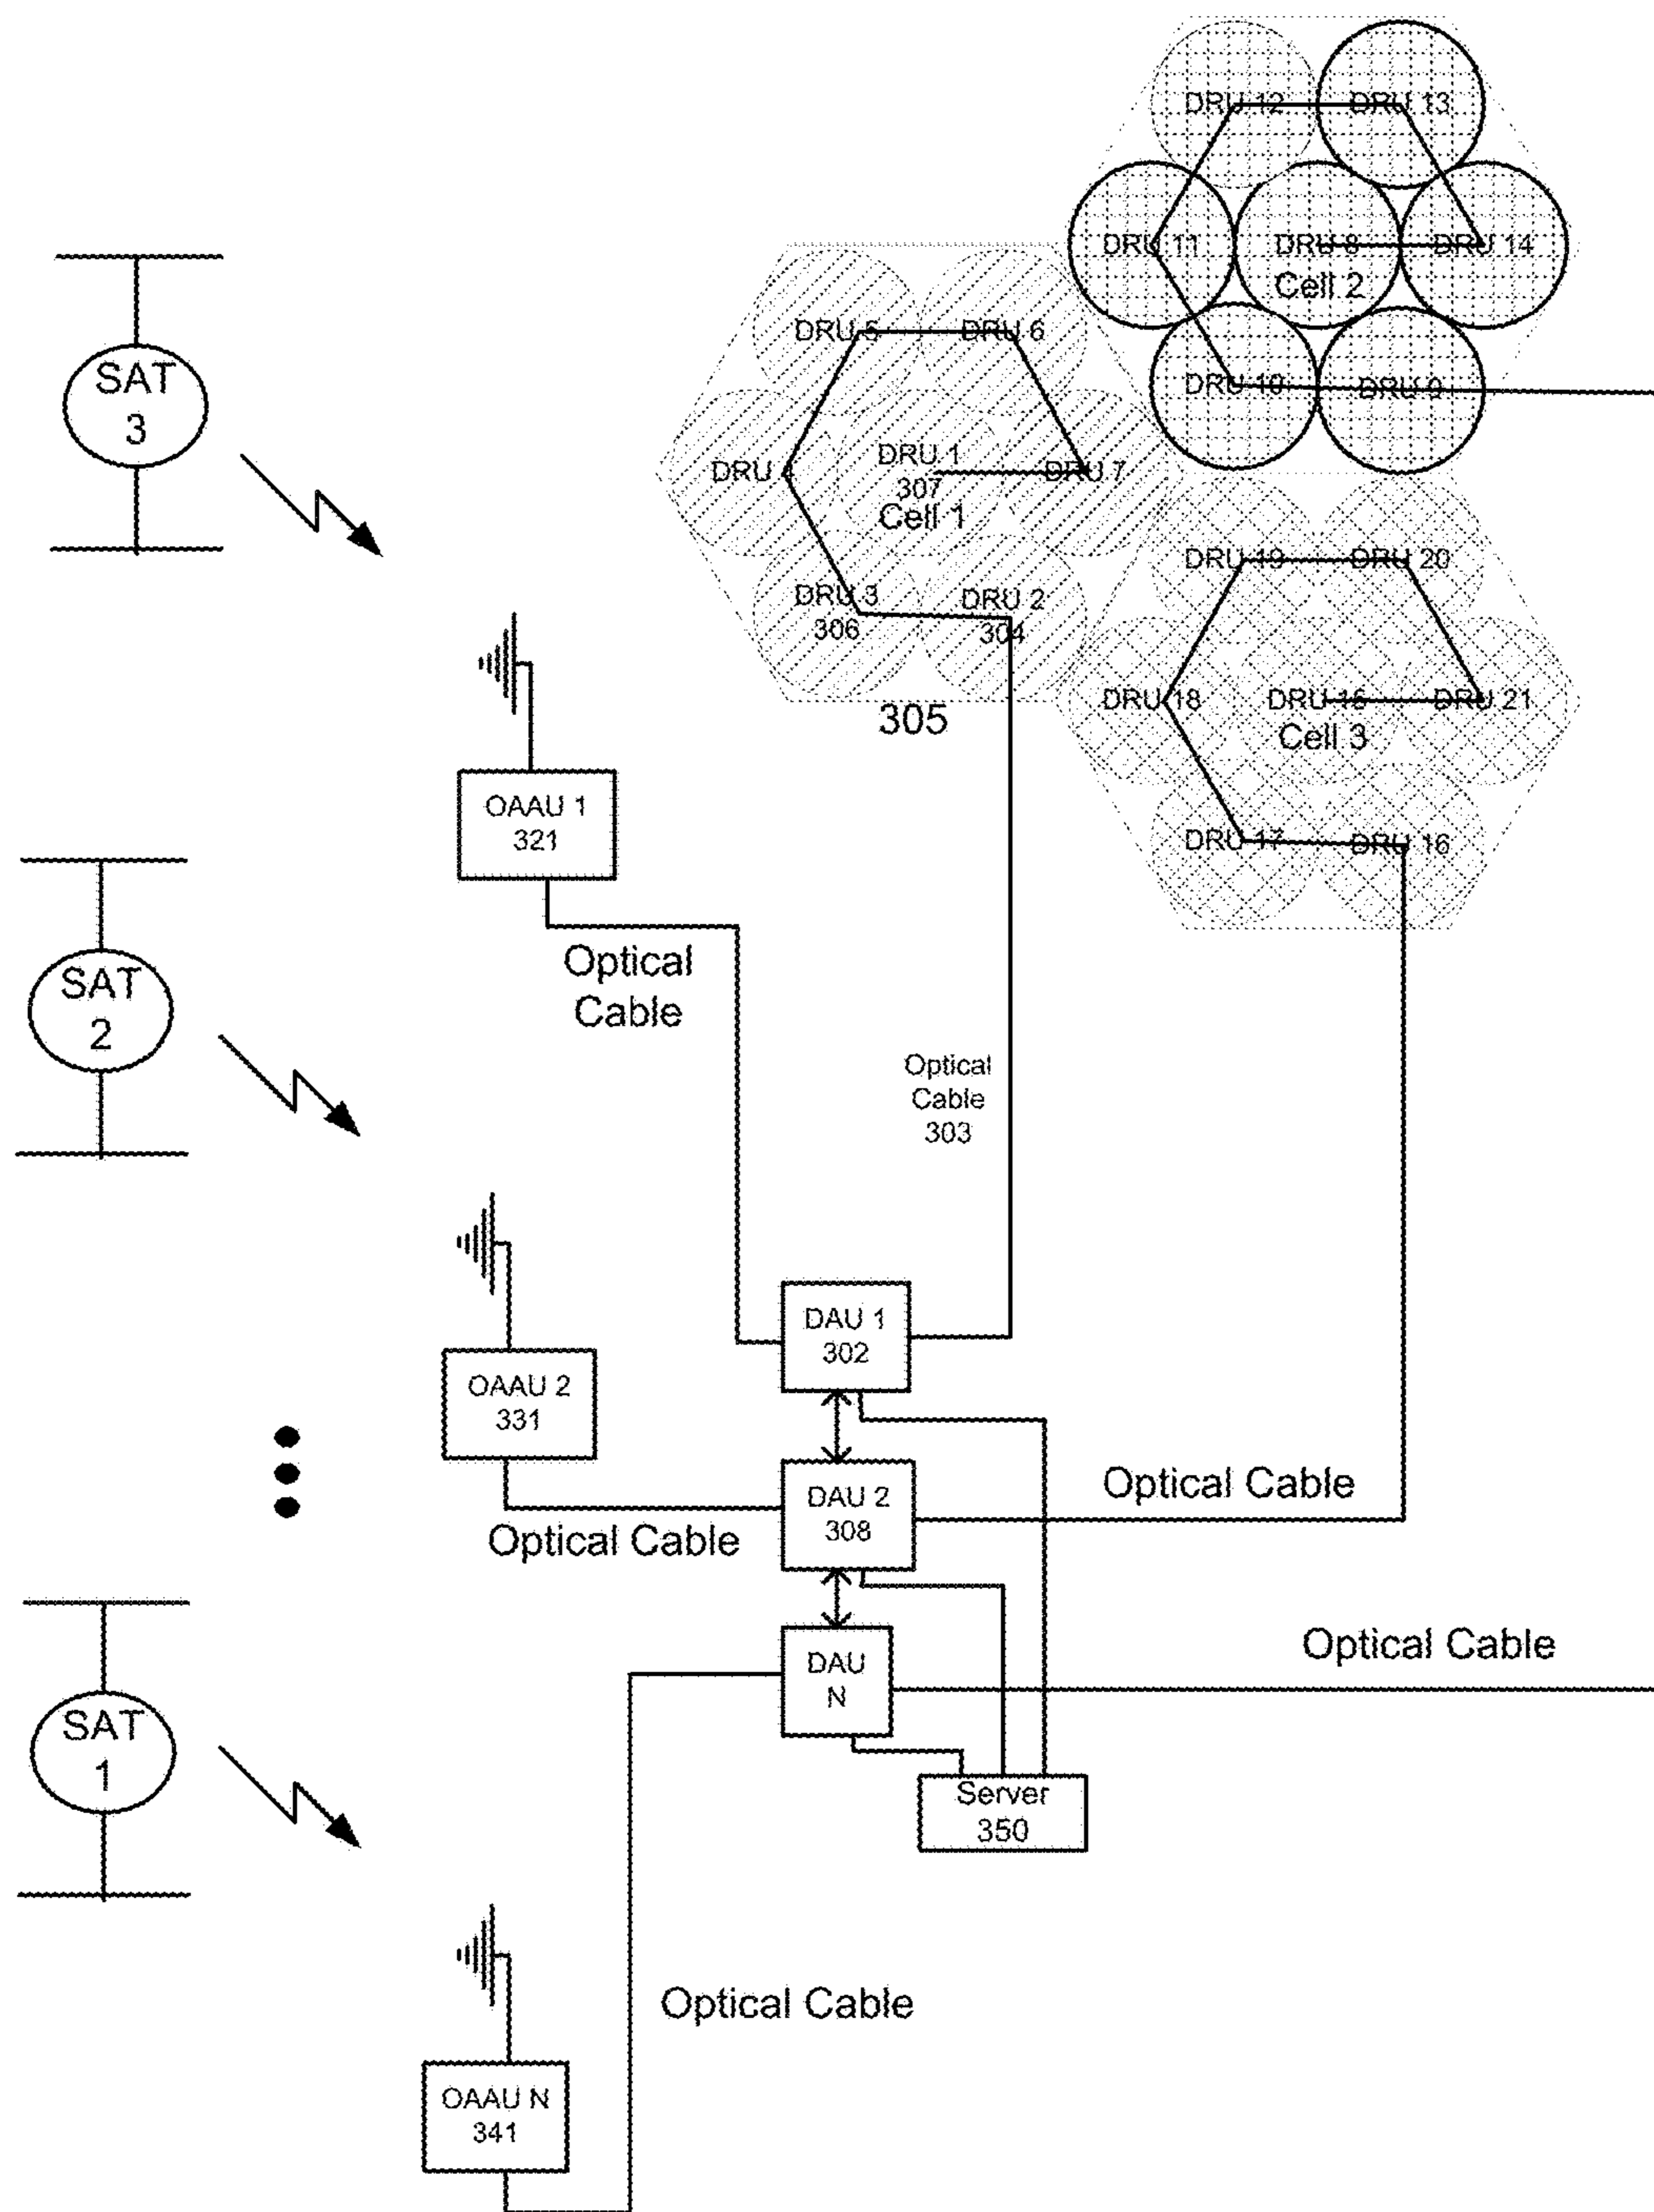 DRU 12
DRU 13
DRU 11
DRU 8
DRU 14
Cell 2
DRU 10
DRU 9
SAT
3
DRU 5
DRU 6
DRU 4
DRU 1
307
DRU 7
Cell 1
DRU 3
306
DRU 2
304
305
DRU 19
DRU 20
DRU 18
DRU 15
DRU 21
Cell 3
DRU 17
DRU 16
OAAU 1
321
Optical
Cable
SAT
2
Optical
Cable
303
DAU 1
302
OAAU 2
331
DAU 2
308
Optical Cable
Optical Cable
DAU
N
Optical Cable
SAT
1
Server
350
Optical Cable
OAAU N
341